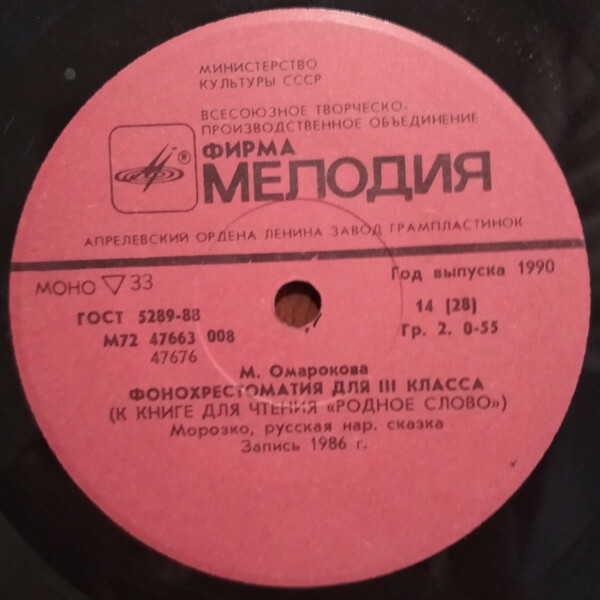 МИНИСТЕРСТВО
КУЛЬТУРЫ СССР
ВСЕСОЮЗНОЕ ТВОРЧЕСКО-
ПРОИЗВОДСТВЕННОЕ ОБЪЕДИНЕНИЕ
® ФИРМА
МЕЛОДИЯ
АПРЕЛЕВСКИЙ ОРДЕНА ЛЕНИНА ЗАВОД ГРАМПЛАСТИНОК
МОНО ▽ 33
Год выпуска 1990
ГОСТ 5289-88
14 (28)
М72 47663 008
Гр. 2. 0-55
47676
М. Омарокова
ФОНОХРЕСТОМАТИЯ ДЛЯ III КЛАССА
(К КНИГЕ ДЛЯ ЧТЕНИЯ «РОДНОЕ СЛОВО»)
Морозко, русская нар. сказка
Запись 1986 г.